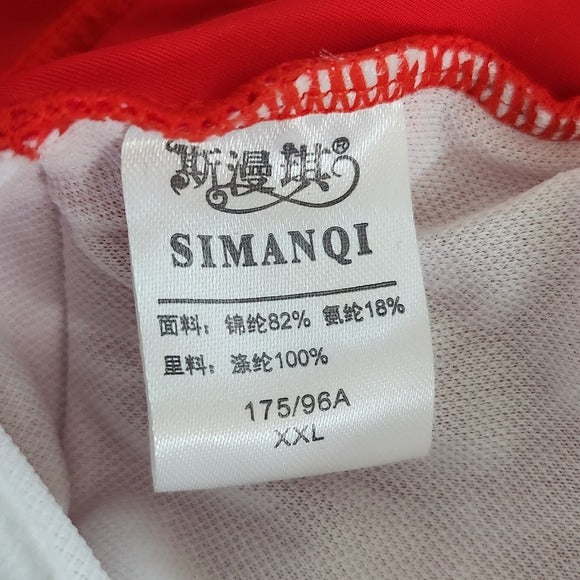 斯漫琪®
SIMANQI
面料：锦纶82% 氨纶18%
里料：涤纶100%
175/96A
XXL